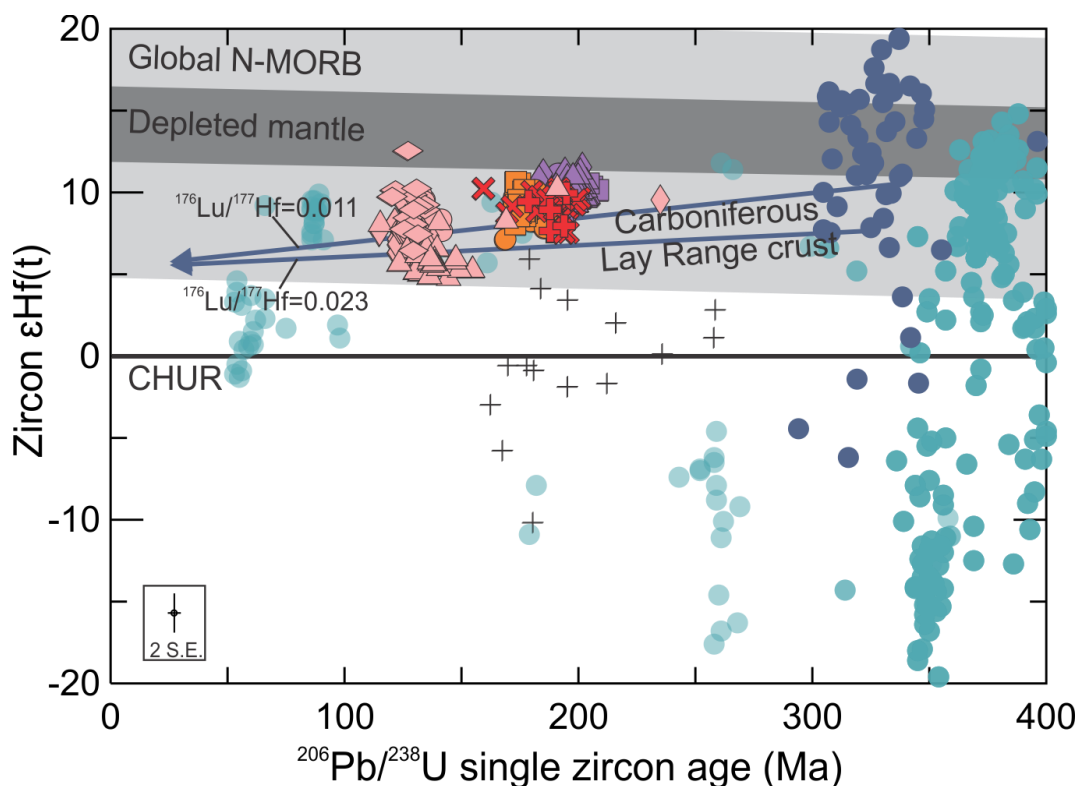 20
Global N-MORB
Depleted mantle
10
¹⁷⁶Lu/¹⁷⁷Hf=0.011
Carboniferous
Lay Range crust
¹⁷⁶Lu/¹⁷⁷Hf=0.023
0
CHUR
-10
2 S.E.
-20
0 100 200 300 400
Zircon εHf(t)
²⁰⁶Pb/²³⁸U single zircon age (Ma)